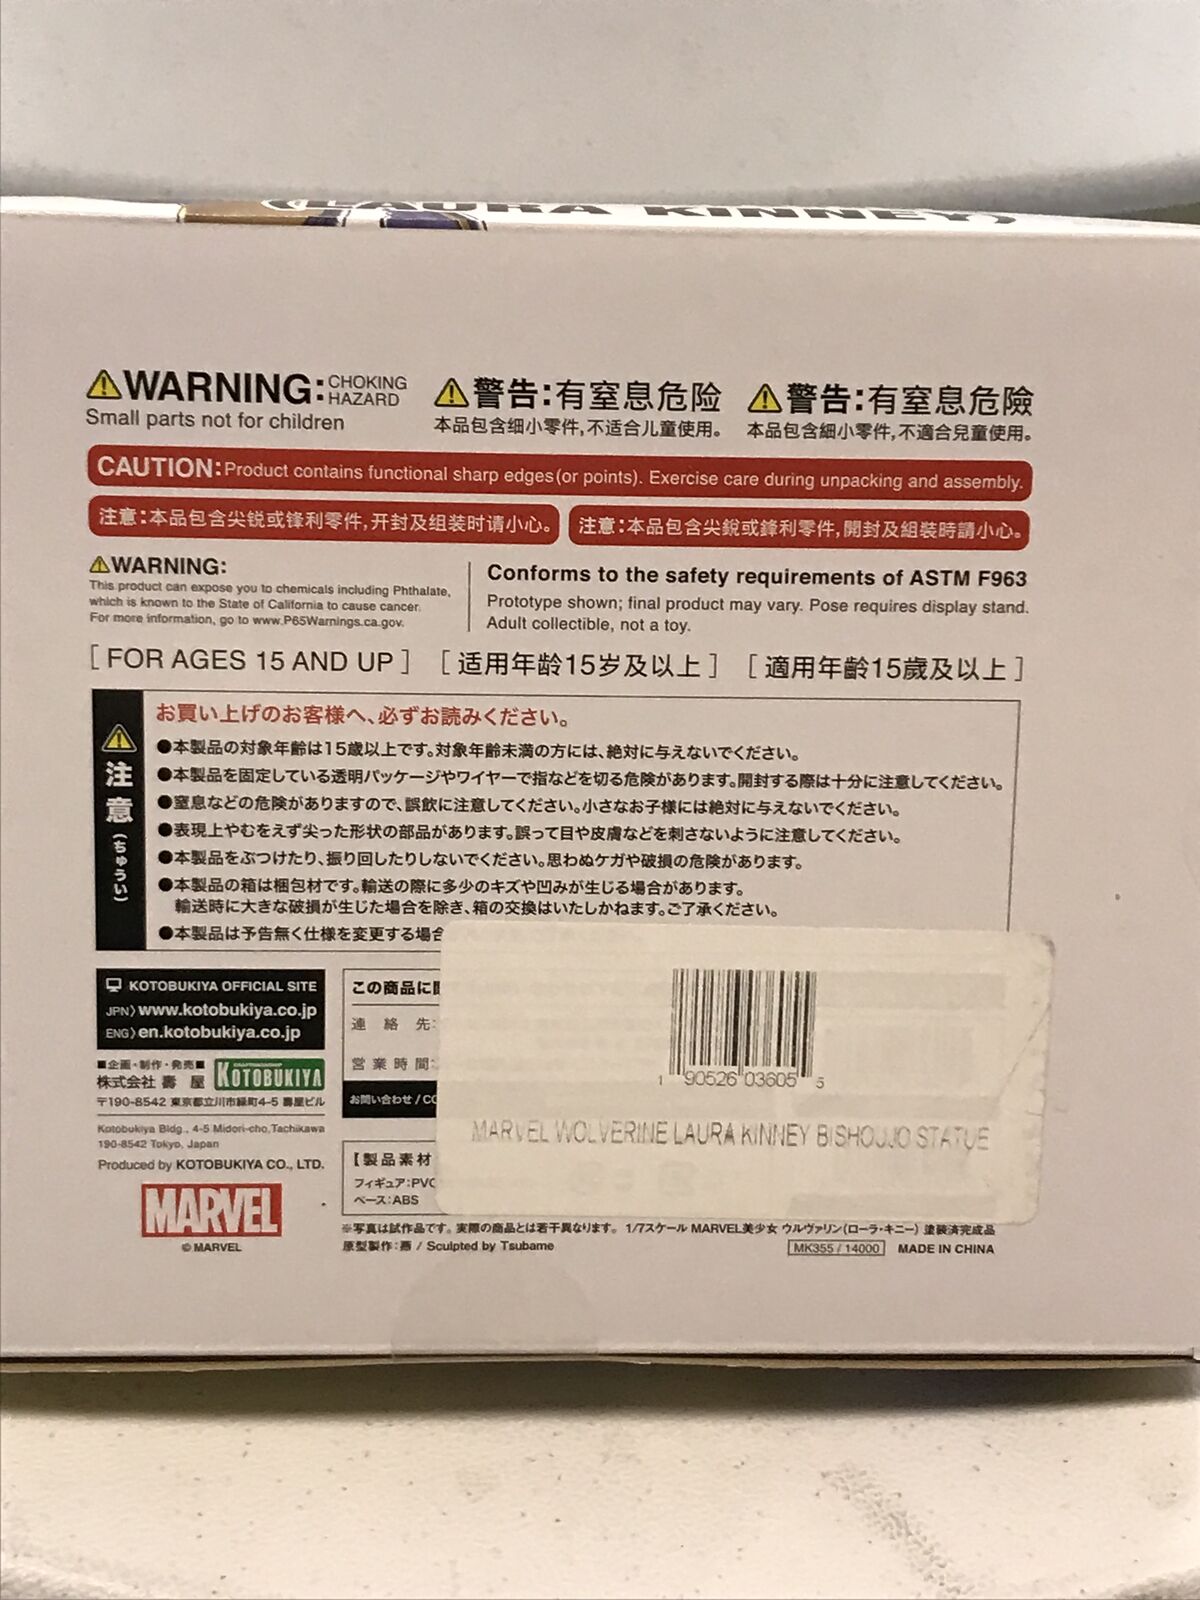 (LAURA KINNEY)
⚠WARNING: CHOKING HAZARD
Small parts not for children
⚠警告:有窒息危险
本品包含细小零件,不适合儿童使用。
⚠警告:有窒息危險
本品包含細小零件,不適合兒童使用。
CAUTION: Product contains functional sharp edges (or points). Exercise care during unpacking and assembly.
注意:本品包含尖锐或锋利零件,开封及组装时请小心。
注意:本品包含尖銳或鋒利零件,開封及組裝時請小心。
⚠WARNING:
This product can expose you to chemicals including Phthalate,
which is known to the State of California to cause cancer.
For more information, go to www.P65Warnings.ca.gov.
Conforms to the safety requirements of ASTM F963
Prototype shown; final product may vary. Pose requires display stand.
Adult collectible, not a toy.
[ FOR AGES 15 AND UP ] [ 适用年龄15岁及以上 ] [ 適用年齡15歲及以上 ]
⚠注意(ちゅうい)
お買い上げのお客様へ、必ずお読みください。
●本製品の対象年齢は15歳以上です。対象年齢未満の方には、絶対に与えないでください。
●本製品を固定している透明パッケージやワイヤーで指などを切る危険があります。開封する際は十分に注意してください。
●窒息などの危険がありますので、誤飲に注意してください。小さなお子様には絶対に与えないでください。
●表現上やむをえず尖った形状の部品があります。誤って目や皮膚などを刺さないように注意してください。
●本製品をぶつけたり、振り回したりしないでください。思わぬケガや破損の危険があります。
●本製品の箱は梱包材です。輸送の際に多少のキズや凹みが生じる場合があります。
輸送時に大きな破損が生じた場合を除き、箱の交換はいたしかねます。ご了承ください。
●本製品は予告無く仕様を変更する場合
KOTOBUKIYA OFFICIAL SITE
JPN〉www.kotobukiya.co.jp
ENG〉en.kotobukiya.co.jp
■企画・制作・発売■
株式会社 壽 屋
KOTOBUKIYA
〒190-8542 東京都立川市緑町4-5 壽屋ビル
Kotobukiya Bldg., 4-5 Midori-cho, Tachikawa
190-8542 Tokyo, Japan
Produced by KOTOBUKIYA CO., LTD.
MARVEL
© MARVEL
この商品に
連 絡 先:
営業時間:
お問い合わせ / CO
【製品素材
フィギュア:PVC
ベース:ABS
1 90526 03605 5
MARVEL WOLVERINE LAURA KINNEY BISHOUJO STATUE
※写真は試作品です。実際の商品とは若干異なります。 1/7スケール MARVEL美少女 ウルヴァリン(ローラ・キニー) 塗装済完成品
原型製作:燕 / Sculpted by Tsubame
MK355 / 14000 MADE IN CHINA